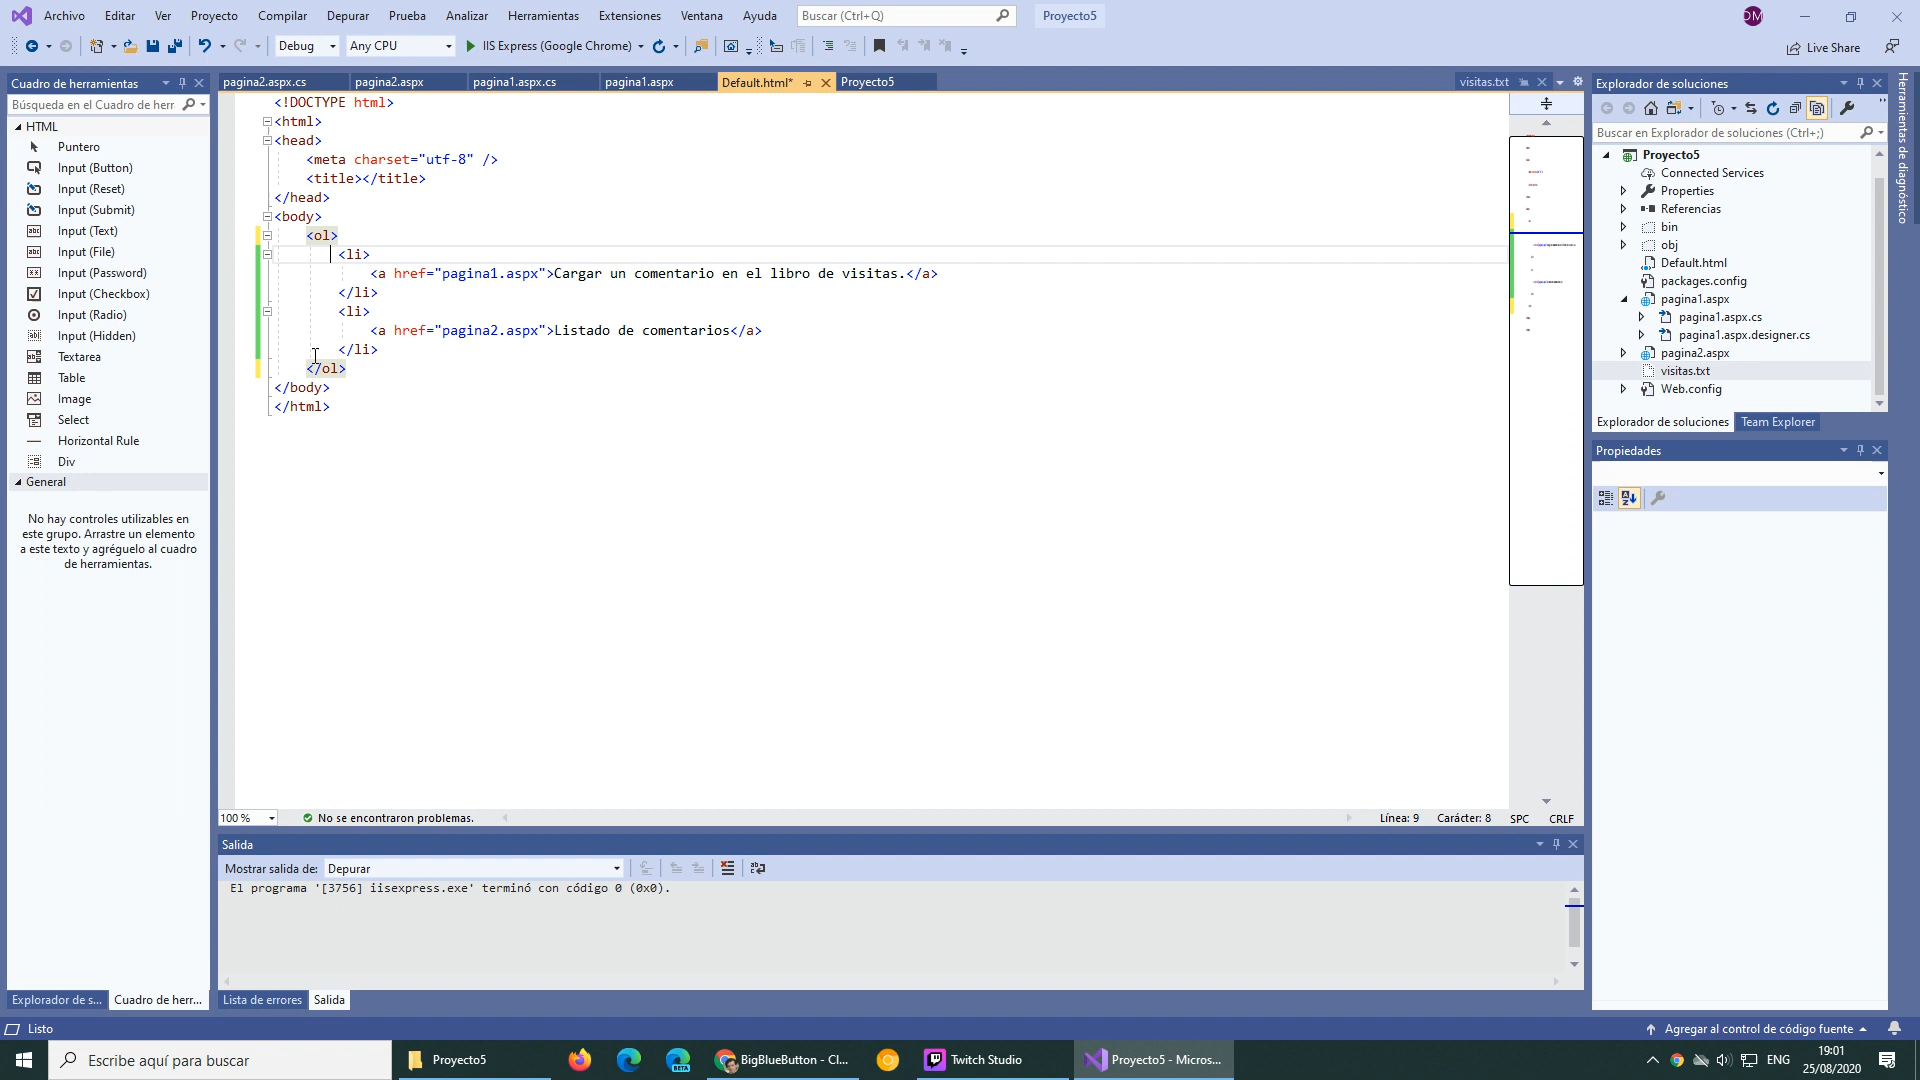 Archivo Editar Ver Proyecto Compilar Depurar Prueba Analizar Herramientas Extensiones Ventana Ayuda Buscar (Ctrl+Q) Proyecto5 DM
Debug Any CPU IIS Express (Google Chrome) Live Share
Cuadro de herramientas
Búsqueda en el Cuadro de herr
HTML
Puntero
Input (Button)
Input (Reset)
Input (Submit)
Input (Text)
Input (File)
Input (Password)
Input (Checkbox)
Input (Radio)
Input (Hidden)
Textarea
Table
Image
Select
Horizontal Rule
Div
General
No hay controles utilizables en
este grupo. Arrastre un elemento
a este texto y agréguelo al cuadro
de herramientas.
Explorador de s... Cuadro de herr...
pagina2.aspx.cs pagina2.aspx pagina1.aspx.cs pagina1.aspx Default.html* Proyecto5 visitas.txt
<!DOCTYPE html>
<html>
<head>
<meta charset="utf-8" />
<title></title>
</head>
<body>
<ol>
<li>
<a href="pagina1.aspx">Cargar un comentario en el libro de visitas.</a>
</li>
<li>
<a href="pagina2.aspx">Listado de comentarios</a>
</li>
</ol>
</body>
</html>
100 % No se encontraron problemas. Línea: 9 Carácter: 8 SPC CRLF
Salida
Mostrar salida de: Depurar
El programa '[3756] iisexpress.exe' terminó con código 0 (0x0).
Lista de errores Salida
Explorador de soluciones
Buscar en Explorador de soluciones (Ctrl+;)
Proyecto5
Connected Services
Properties
Referencias
bin
obj
Default.html
packages.config
pagina1.aspx
pagina1.aspx.cs
pagina1.aspx.designer.cs
pagina2.aspx
visitas.txt
Web.config
Explorador de soluciones Team Explorer
Propiedades
Herramientas de diagnóstico
Listo Agregar al control de código fuente
Escribe aquí para buscar Proyecto5 BETA BigBlueButton - Cl... Twitch Studio Proyecto5 - Micros... ENG 19:01
25/08/2020